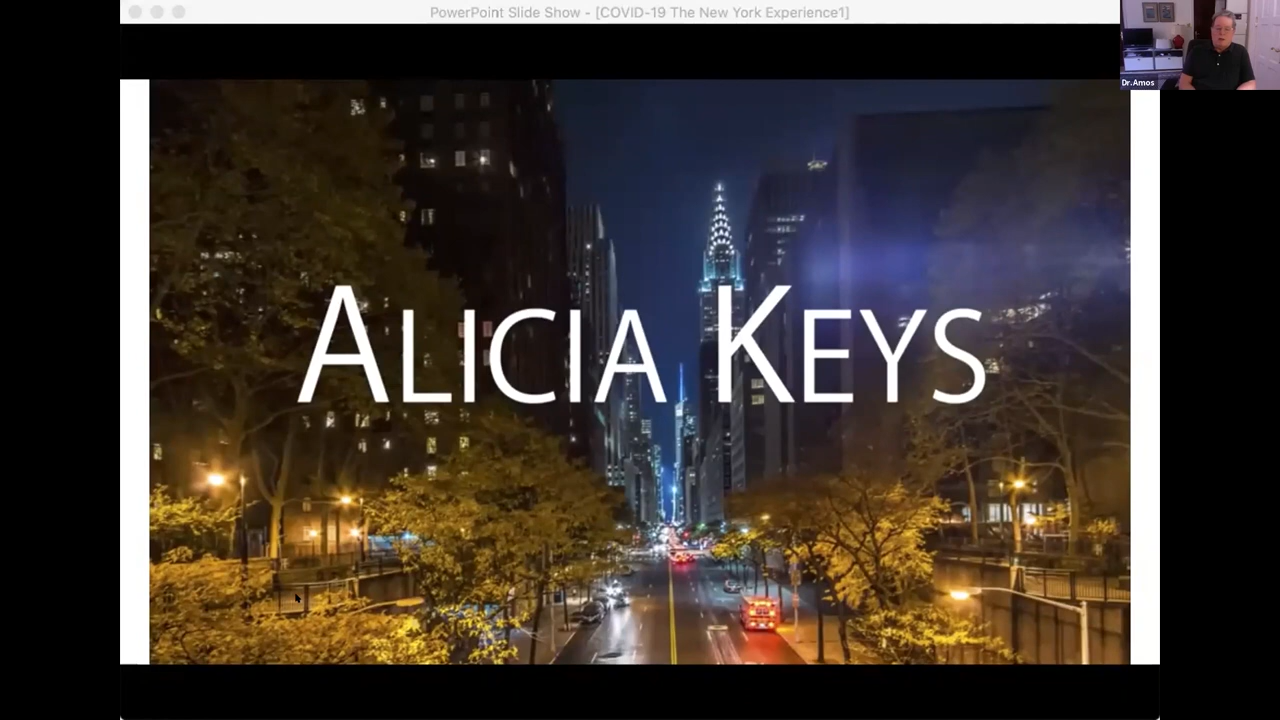 PowerPoint Slide Show - [COVID-19 The New York Experience1]
Dr.Amos
ALICIA KEYS